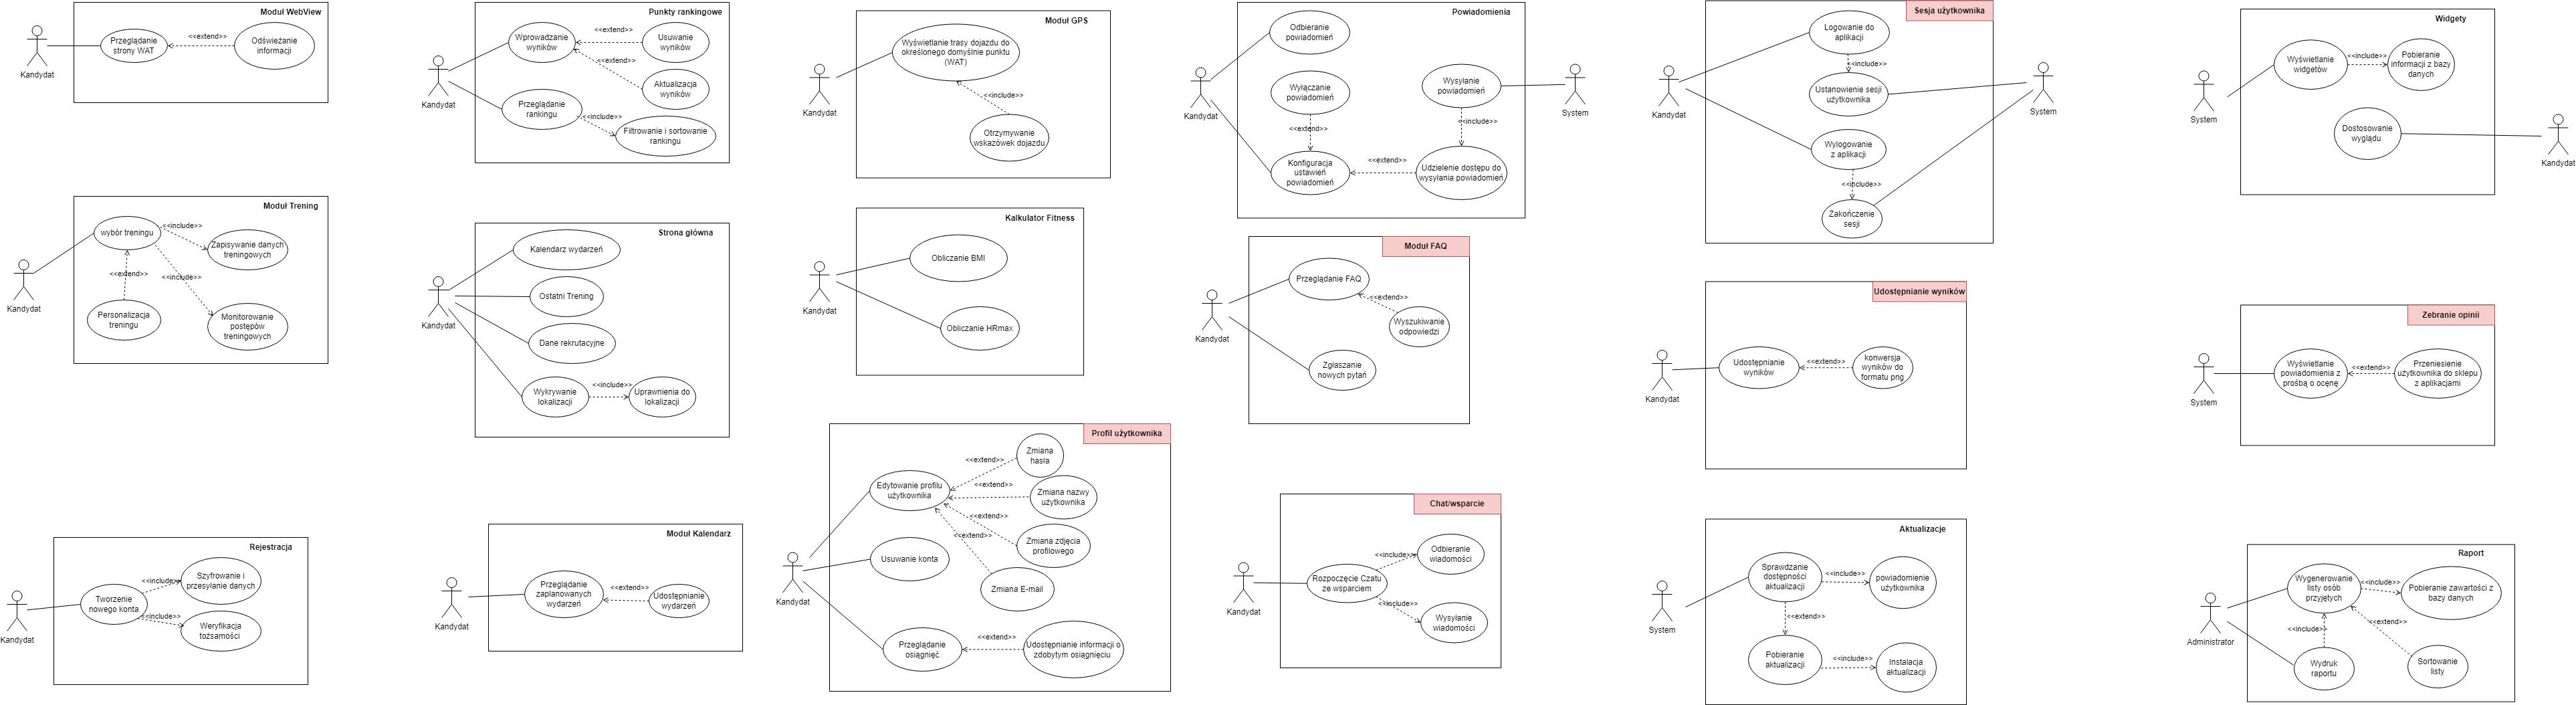 Moduł WebView
Kandydat
Przeglądanie
strony WAT
<<extend>>
Odświeżanie
informacji
Punkty rankingowe
Kandydat
Wprowadzanie
wyników
<<extend>>
Usuwanie
wyników
<<extend>>
Aktualizacja
wyników
Przeglądanie
rankingu
<<include>>
Filtrowanie i sortowanie
rankingu
Moduł GPS
Kandydat
Wyświetlanie trasy dojazdu do
określonego domyślnie punktu
(WAT)
<<include>>
Otrzymywanie
wskazówek dojazdu
Powiadomienia
Kandydat
Odbieranie
powiadomień
Wyłączanie
powiadomień
<<extend>>
Konfiguracja
ustawień
powiadomień
<<extend>>
Wysyłanie
powiadomień
<<include>>
Udzielenie dostępu do
wysyłania powiadomień
System
Sesja użytkownika
Kandydat
Logowanie do
aplikacji
<<include>>
Ustanowienie sesji
użytkownika
Wylogowanie
z aplikacji
<<include>>
Zakończenie
sesji
System
Widgety
System
Wyświetlanie
widgetów
<<include>>
Pobieranie
informacji z bazy
danych
Dostosowanie
wyglądu
Kandydat
Moduł Trening
Kandydat
wybór treningu
<<include>>
Zapisywanie danych
treningowych
<<extend>>
<<include>>
Personalizacja
treningu
Monitorowanie
postępów
treningowych
Strona główna
Kandydat
Kalendarz wydarzeń
Ostatni Trening
Dane rekrutacyjne
Wykrywanie
lokalizacji
<<include>>
Uprawnienia do
lokalizacji
Kalkulator Fitness
Kandydat
Obliczanie BMI
Obliczanie HRmax
Moduł FAQ
Kandydat
Przeglądanie FAQ
<<extend>>
Wyszukiwanie
odpowiedzi
Zgłaszanie
nowych pytań
Udostępnianie wyników
Kandydat
Udostępnianie
wyników
<<extend>>
konwersja
wyników do
formatu png
Zebranie opinii
System
Wyświetlanie
powiadomienia z
prośbą o ocenę
<<extend>>
Przeniesienie
użytkownika do sklepu
z aplikacjami
Rejestracja
Kandydat
Tworzenie
nowego konta
<<include>>
Szyfrowanie i
przesyłanie danych
<<include>>
Weryfikacja
tożsamości
Moduł Kalendarz
Kandydat
Przeglądanie
zaplanowanych
wydarzeń
<<extend>>
Udostępnianie
wydarzeń
Profil użytkownika
Kandydat
Edytowanie profilu
użytkownika
<<extend>>
Zmiana
hasła
<<extend>>
Zmiana nazwy
użytkownika
<<extend>>
Zmiana zdjęcia
profilowego
<<extend>>
Zmiana E-mail
Usuwanie konta
Przeglądanie
osiągnięć
<<extend>>
Udostępnianie informacji o
zdobytym osiągnięciu
Chat/wsparcie
Kandydat
Rozpoczęcie Czatu
ze wsparciem
<<include>>
Odbieranie
wiadomości
<<include>>
Wysyłanie
wiadomości
Aktualizacje
System
Sprawdzanie
dostępności
aktualizacji
<<include>>
powiadomienie
użytkownika
<<extend>>
Pobieranie
aktualizacji
<<include>>
Instalacja
aktualizacji
Raport
Administrator
Wygenerowanie
listy osób
przyjętych
<<include>>
Pobieranie zawartości z
bazy danych
<<include>>
<<extend>>
Wydruk
raportu
Sortowanie
listy